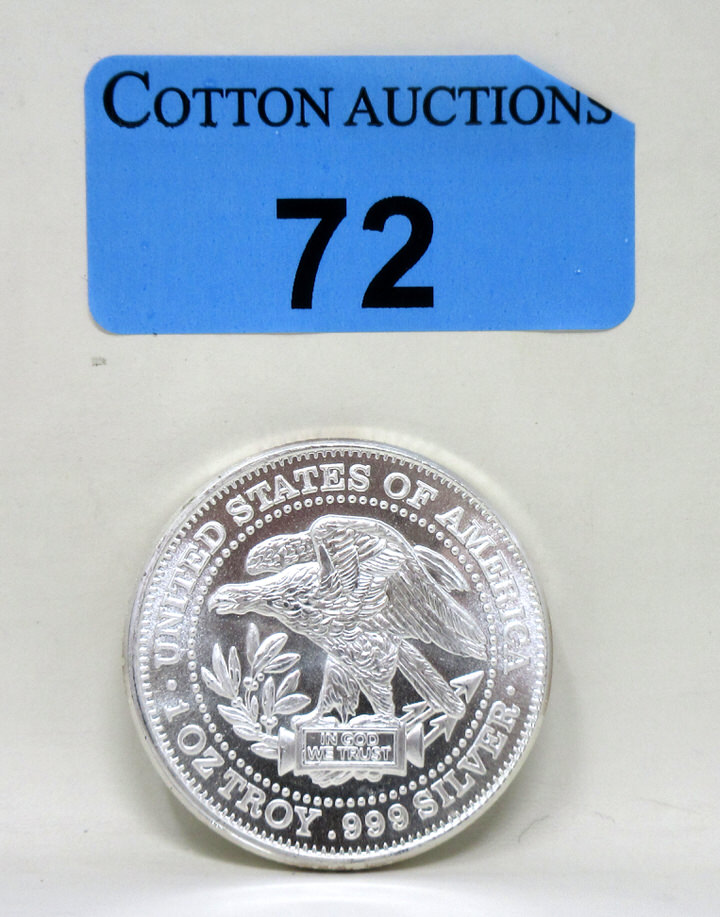 COTTON AUCTIONS
72
· UNITED STATES OF AMERICA ·
IN GOD
WE TRUST
1 OZ TROY .999 SILVER